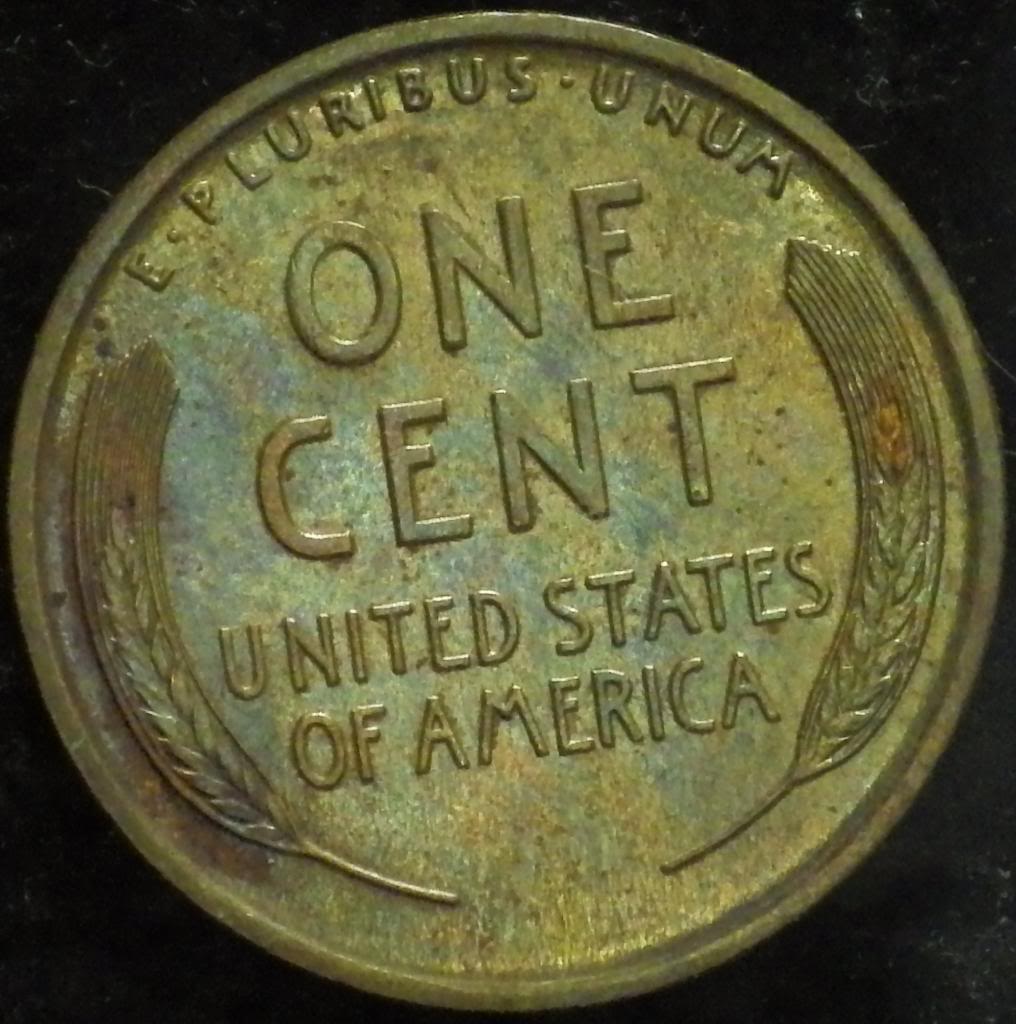 E·PLURIBUS·UNUM
ONE
CENT
UNITED STATES
OF AMERICA